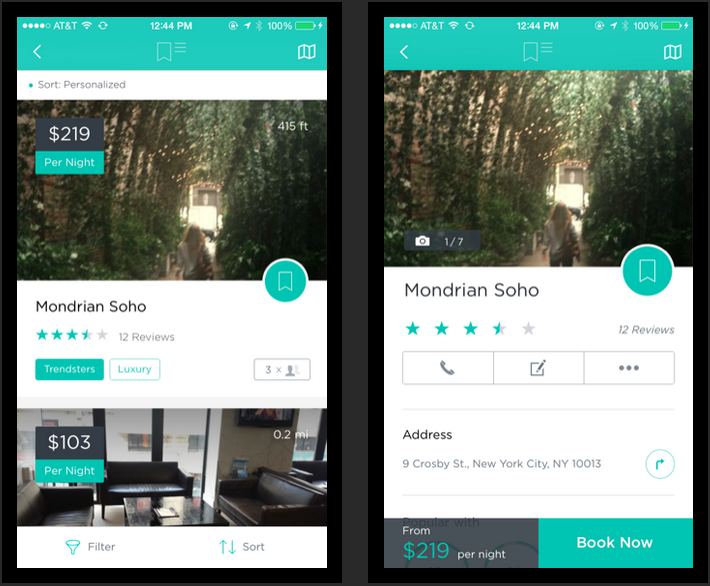 AT&T 12:44 PM 100%
Sort: Personalized
$219
Per Night
415 ft
Mondrian Soho
12 Reviews
Trendsters Luxury 3 x
$103
Per Night
0.2 mi
Filter Sort
AT&T 12:44 PM 100%
1/7
Mondrian Soho
12 Reviews
Address
9 Crosby St., New York City, NY 10013
Popular with
From
$219 per night
Book Now